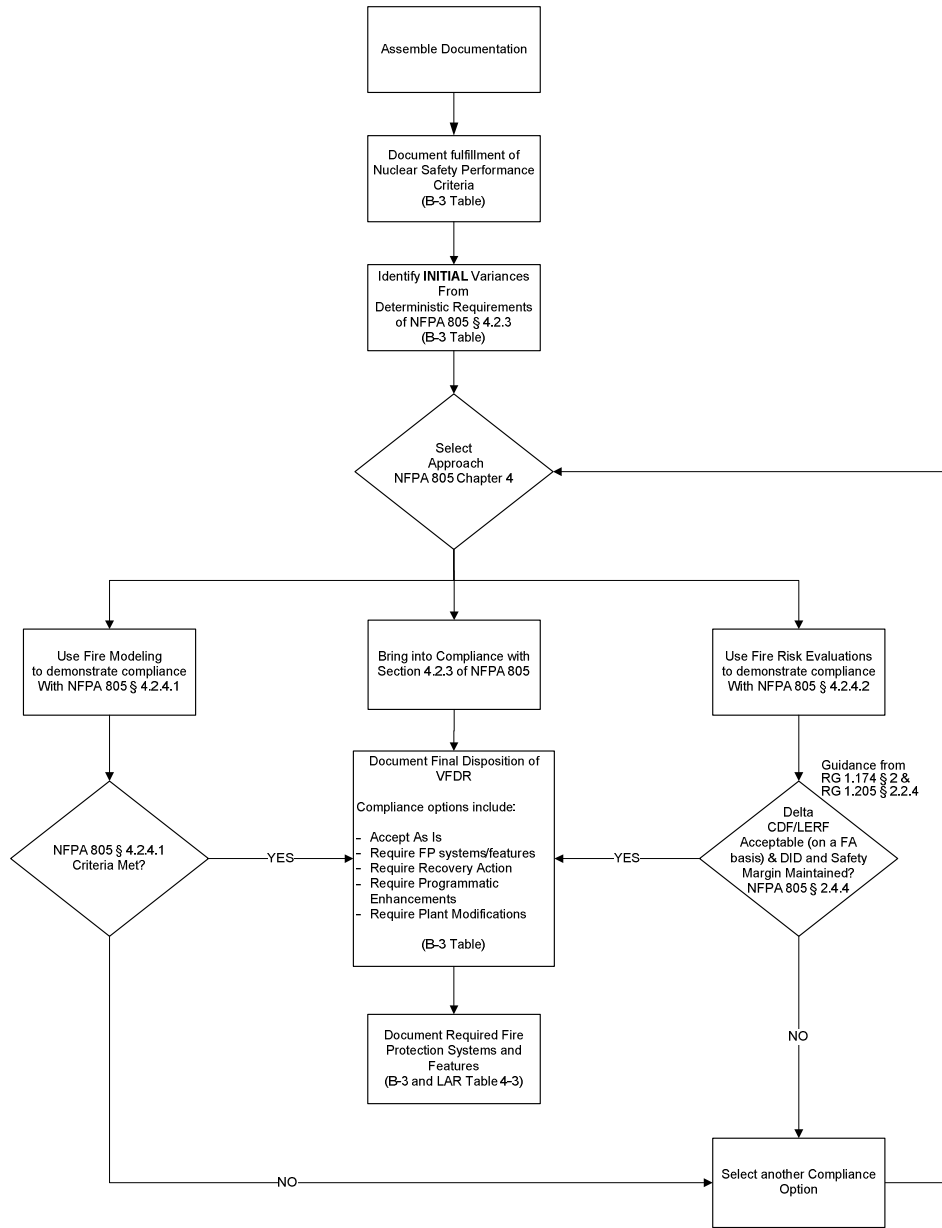 Assemble Documentation
Document fulfillment of
Nuclear Safety Performance
Criteria
(B-3 Table)
Identify INITIAL Variances
From
Deterministic Requirements
of NFPA 805 § 4.2.3
(B-3 Table)
Select
Approach
NFPA 805 Chapter 4
Use Fire Modeling
to demonstrate compliance
With NFPA 805 § 4.2.4.1
Bring into Compliance with
Section 4.2.3 of NFPA 805
Use Fire Risk Evaluations
to demonstrate compliance
With NFPA 805 § 4.2.4.2
NFPA 805 § 4.2.4.1
Criteria Met?
YES
Document Final Disposition of
VFDR
Compliance options include:
- Accept As Is
- Require FP systems/features
- Require Recovery Action
- Require Programmatic
Enhancements
- Require Plant Modifications
(B-3 Table)
YES
Guidance from
RG 1.174 § 2 &
RG 1.205 § 2.2.4
Delta
CDF/LERF
Acceptable (on a FA
basis) & DID and Safety
Margin Maintained?
NFPA 805 § 2.4.4
Document Required Fire
Protection Systems and
Features
(B-3 and LAR Table 4-3)
NO
NO
Select another Compliance
Option